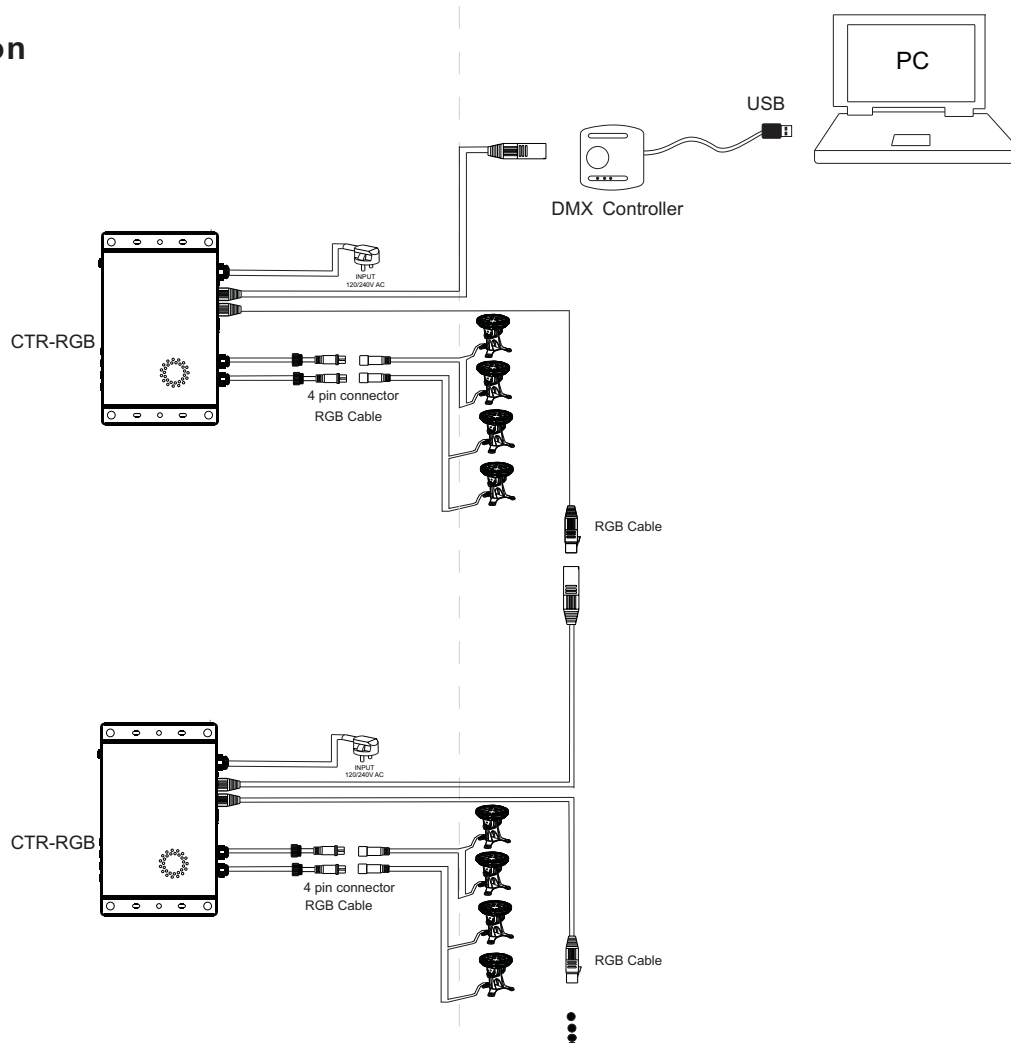 on
PC
USB
DMX Controller
INPUT
120/240V AC
CTR-RGB
4 pin connector
RGB Cable
RGB Cable
INPUT
120/240V AC
CTR-RGB
4 pin connector
RGB Cable
RGB Cable